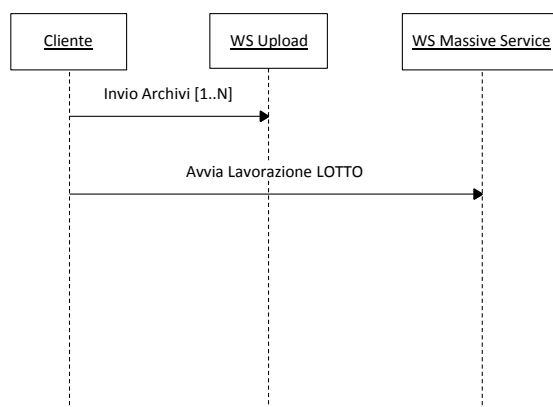 Cliente
WS Upload
WS Massive Service
Invio Archivi [1..N]
Avvia Lavorazione LOTTO